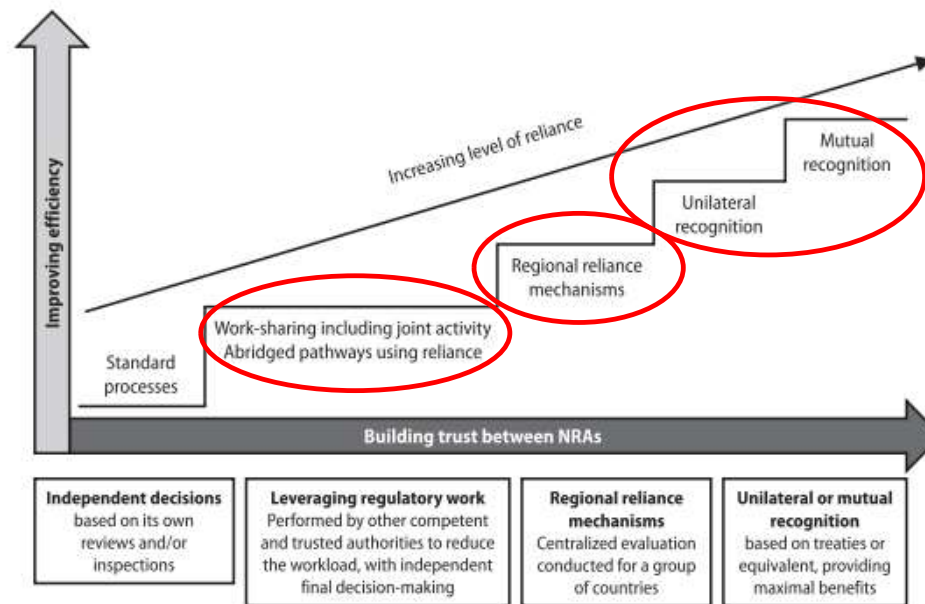 Improving efficiency
Increasing level of reliance
Mutual
recognition
Unilateral
recognition
Regional reliance
mechanisms
Work-sharing including joint activity
Abridged pathways using reliance
Standard
processes
Building trust between NRAs
Independent decisions
based on its own
reviews and/or
inspections
Leveraging regulatory work
Performed by other competent
and trusted authorities to reduce
the workload, with independent
final decision-making
Regional reliance
mechanisms
Centralized evaluation
conducted for a group
of countries
Unilateral or mutual
recognition
based on treaties or
equivalent, providing
maximal benefits